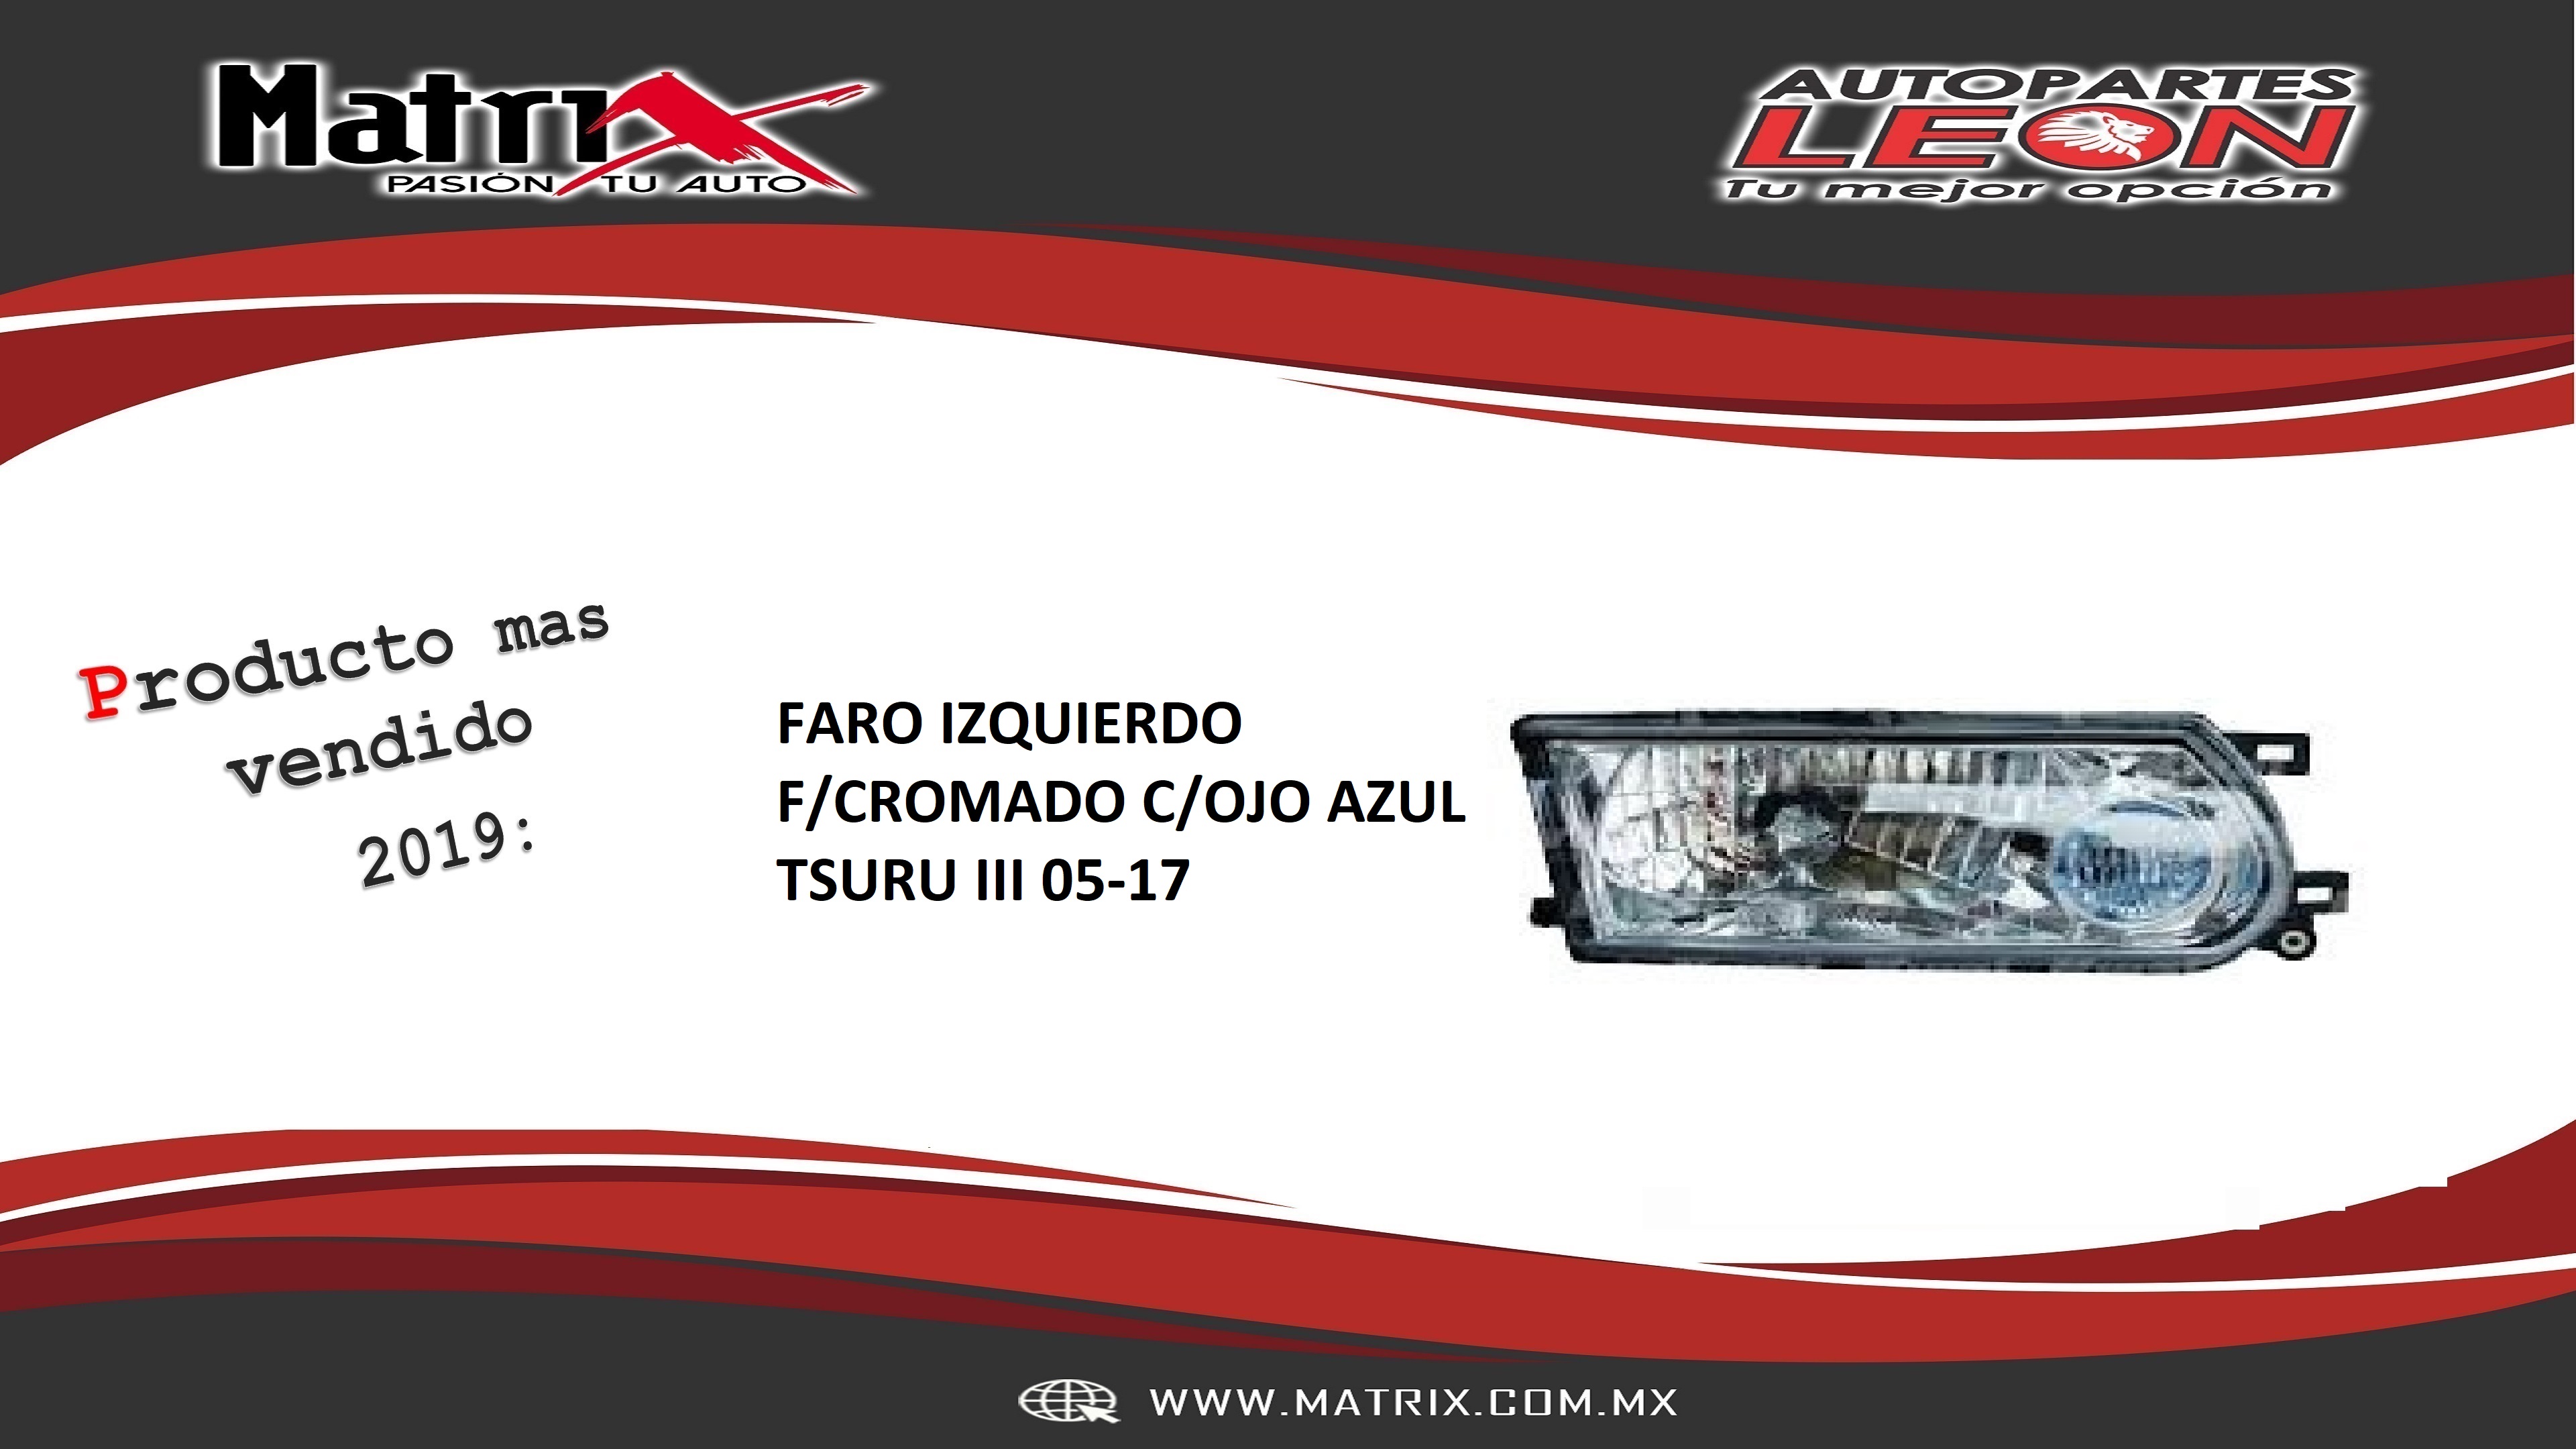 Matrix
PASIÓN TU AUTO
AUTOPARTES
LEON
Tu mejor opción
Producto mas
vendido
2019:
FARO IZQUIERDO
F/CROMADO C/OJO AZUL
TSURU III 05-17
WWW.MATRIX.COM.MX